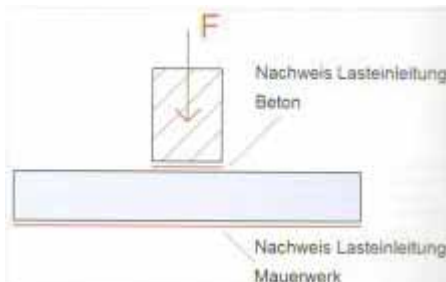 F
Nachweis Lasteinleitung
Beton
Nachweis Lasteinleitung
Mauerwerk